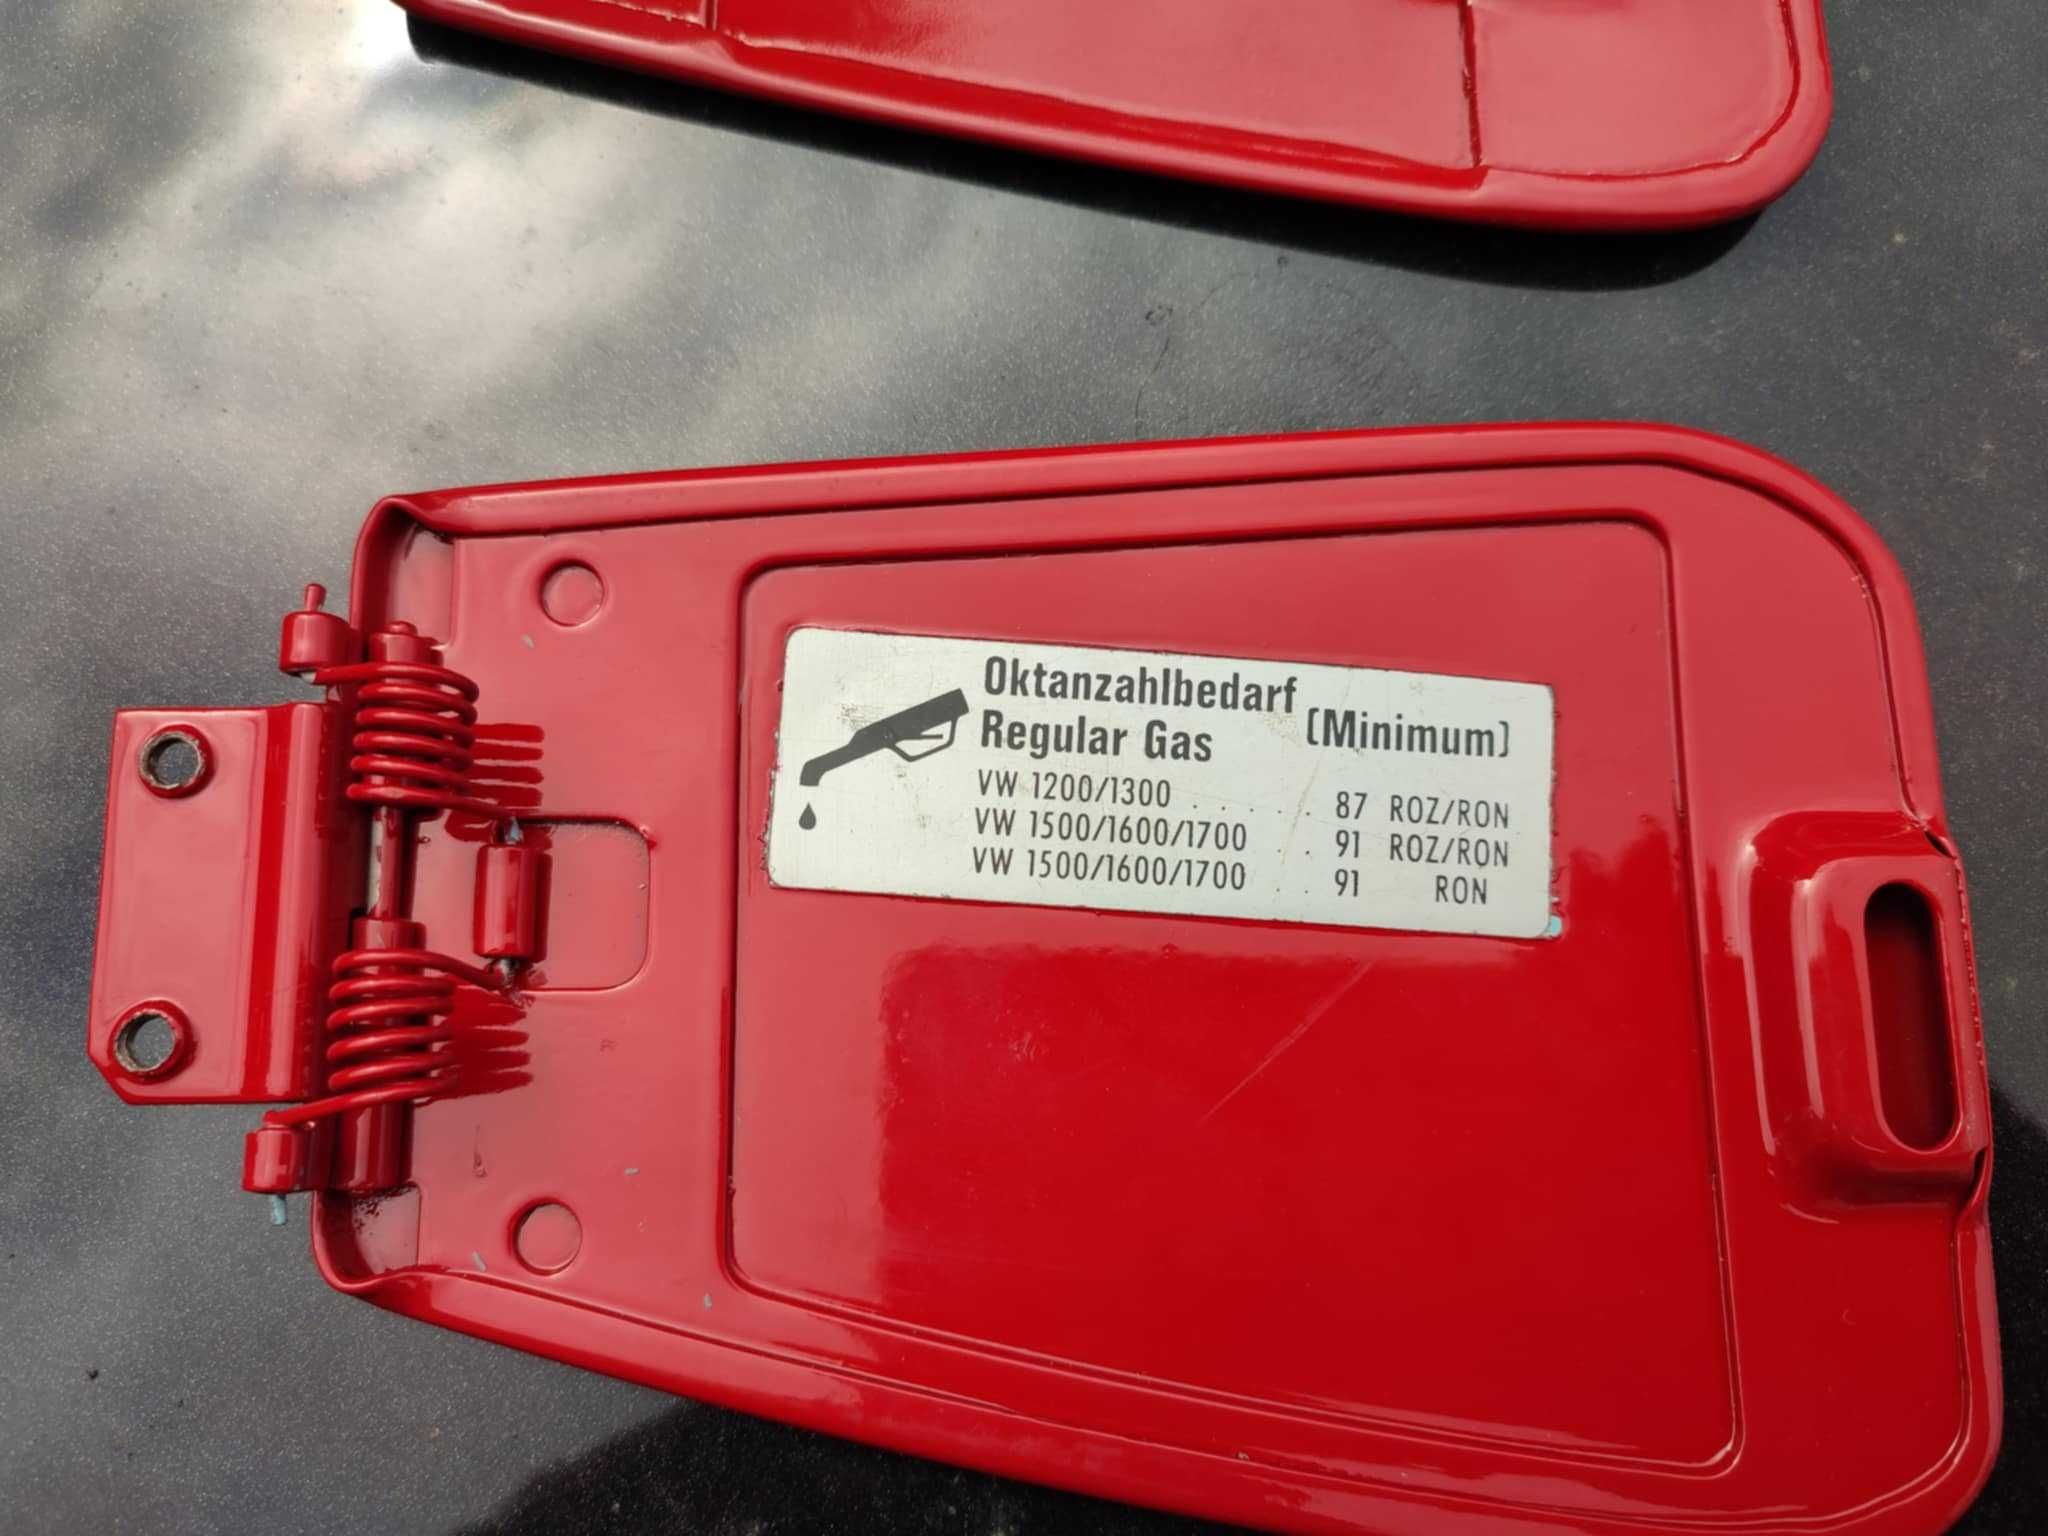 Oktanzahlbedarf
Regular Gas (Minimum)
VW 1200/1300 . . . . . 87 ROZ/RON
VW 1500/1600/1700 . . 91 ROZ/RON
VW 1500/1600/1700 . . 91 RON